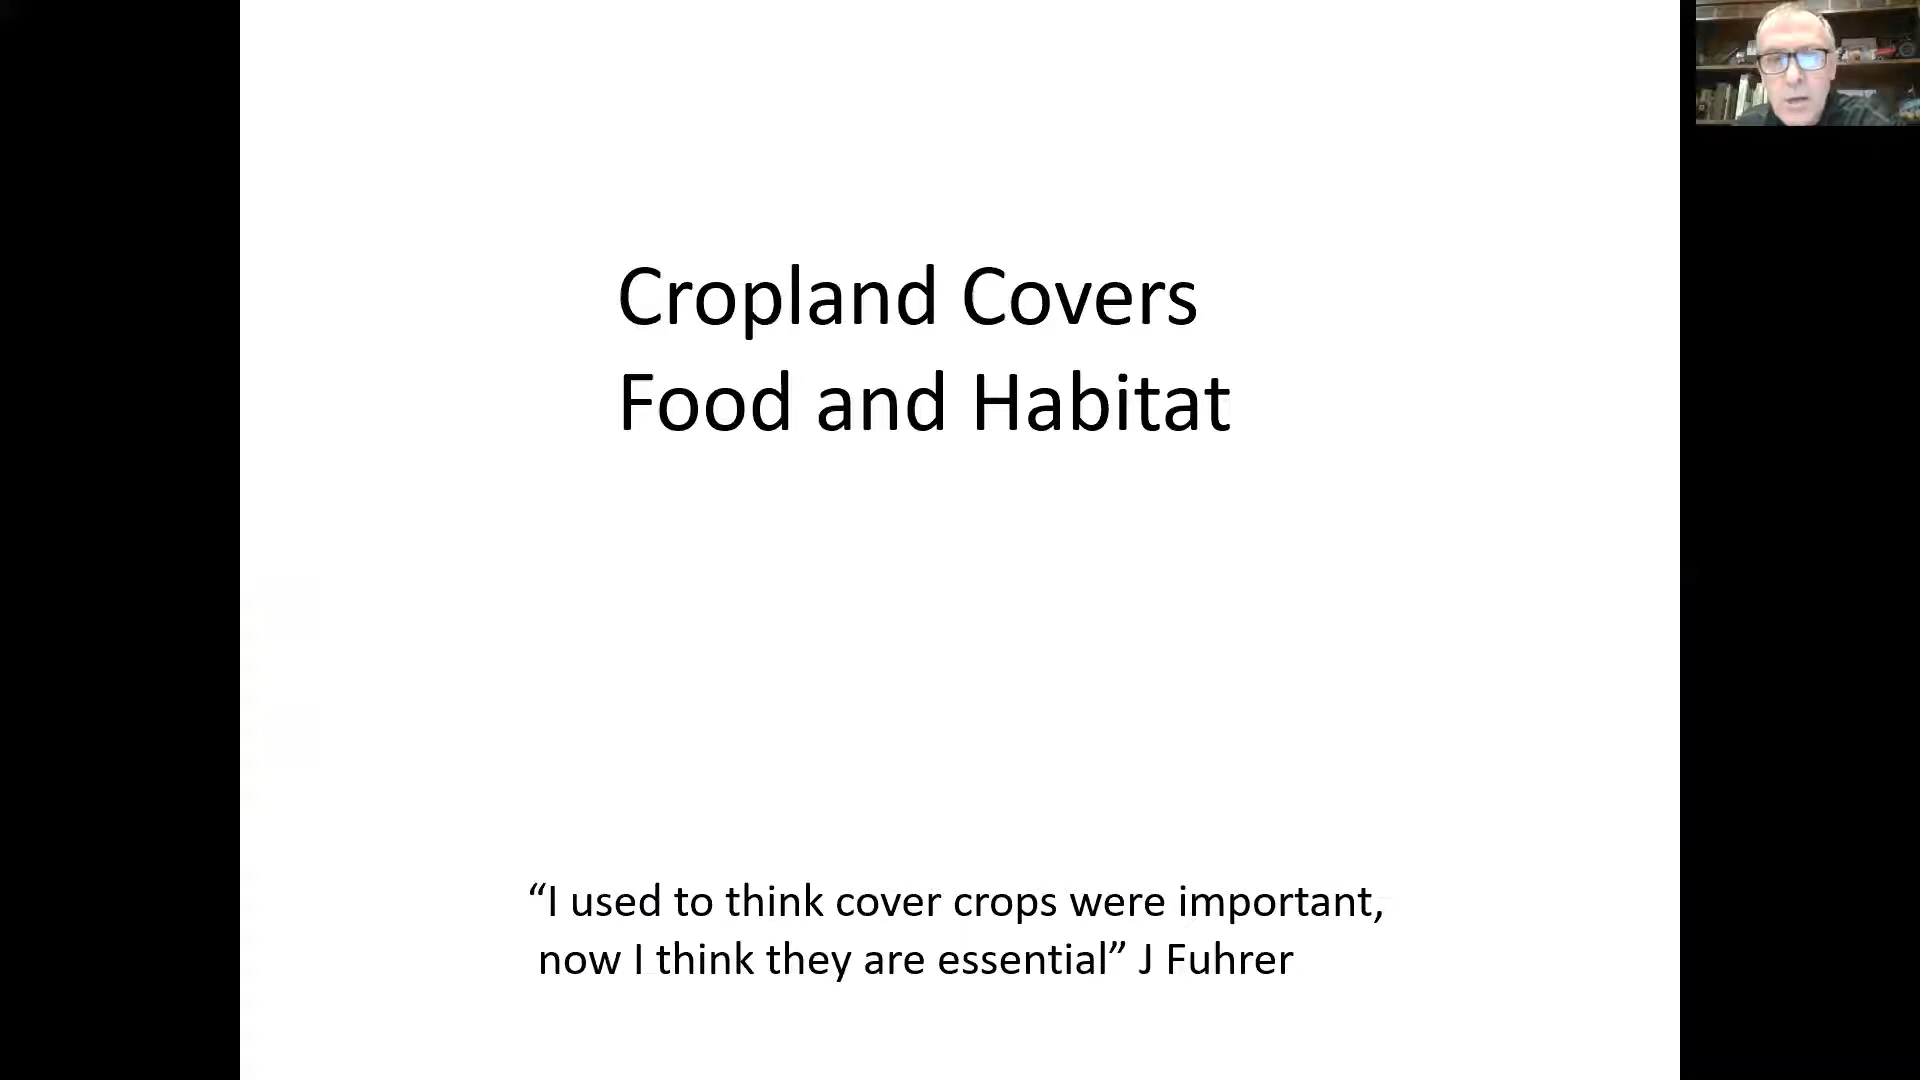 Cropland Covers
Food and Habitat
“I used to think cover crops were important,
now I think they are essential” J Fuhrer